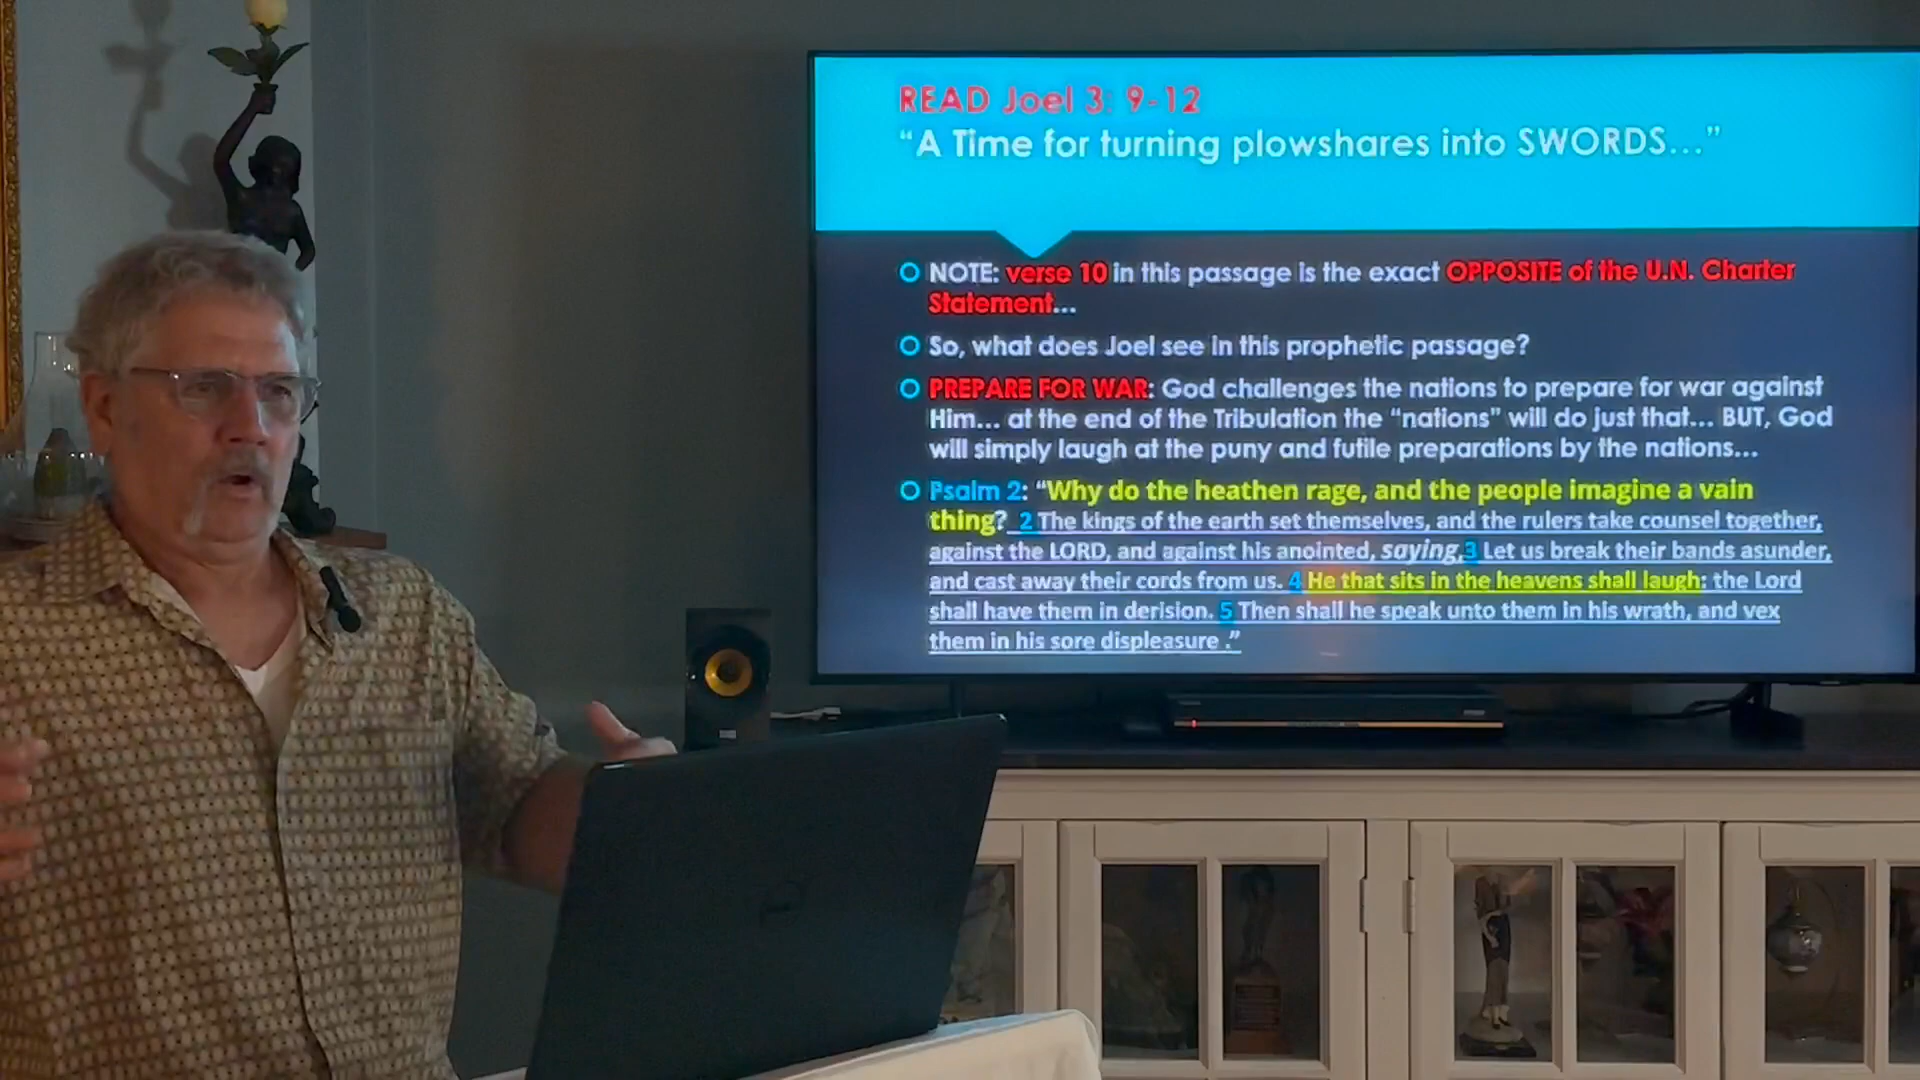 READ Joel 3: 9-12
“A Time for turning plowshares into SWORDS...”
NOTE: verse 10 in this passage is the exact OPPOSITE of the U.N. Charter
Statement...
So, what does Joel see in this prophetic passage?
PREPARE FOR WAR: God challenges the nations to prepare for war against
Him... at the end of the Tribulation the “nations” will do just that... BUT, God
will simply laugh at the puny and futile preparations by the nations...
Psalm 2: “Why do the heathen rage, and the people imagine a vain
thing? 2 The kings of the earth set themselves, and the rulers take counsel together,
against the LORD, and against his anointed, saying,3 Let us break their bands asunder,
and cast away their cords from us. 4 He that sits in the heavens shall laugh: the Lord
shall have them in derision. 5 Then shall he speak unto them in his wrath, and vex
them in his sore displeasure .”